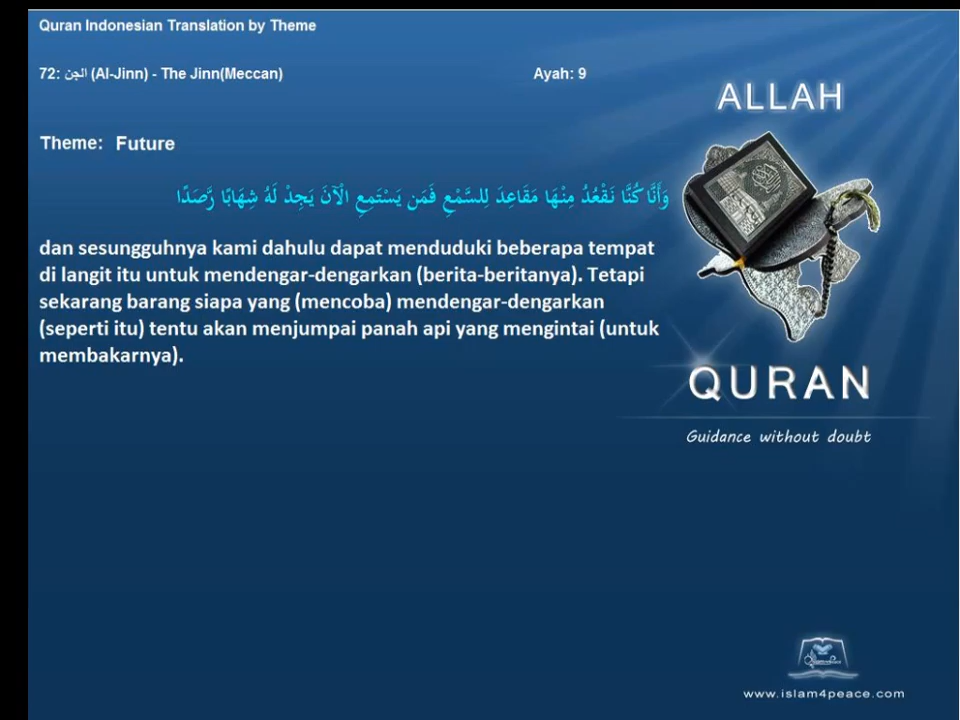 Quran Indonesian Translation by Theme
72: الجن (Al-Jinn) - The Jinn(Meccan)
Ayah: 9
ALLAH
Theme: Future
وَأَنَّا كُنَّا نَقْعُدُ مِنْهَا مَقَاعِدَ لِلسَّمْعِ فَمَن يَسْتَمِعِ الْآنَ يَجِدْ لَهُ شِهَابًا رَّصَدًا
dan sesungguhnya kami dahulu dapat menduduki beberapa tempat
di langit itu untuk mendengar-dengarkan (berita-beritanya). Tetapi
sekarang barang siapa yang (mencoba) mendengar-dengarkan
(seperti itu) tentu akan menjumpai panah api yang mengintai (untuk
membakarnya).
QURAN
Guidance without doubt
www.islam4peace.com